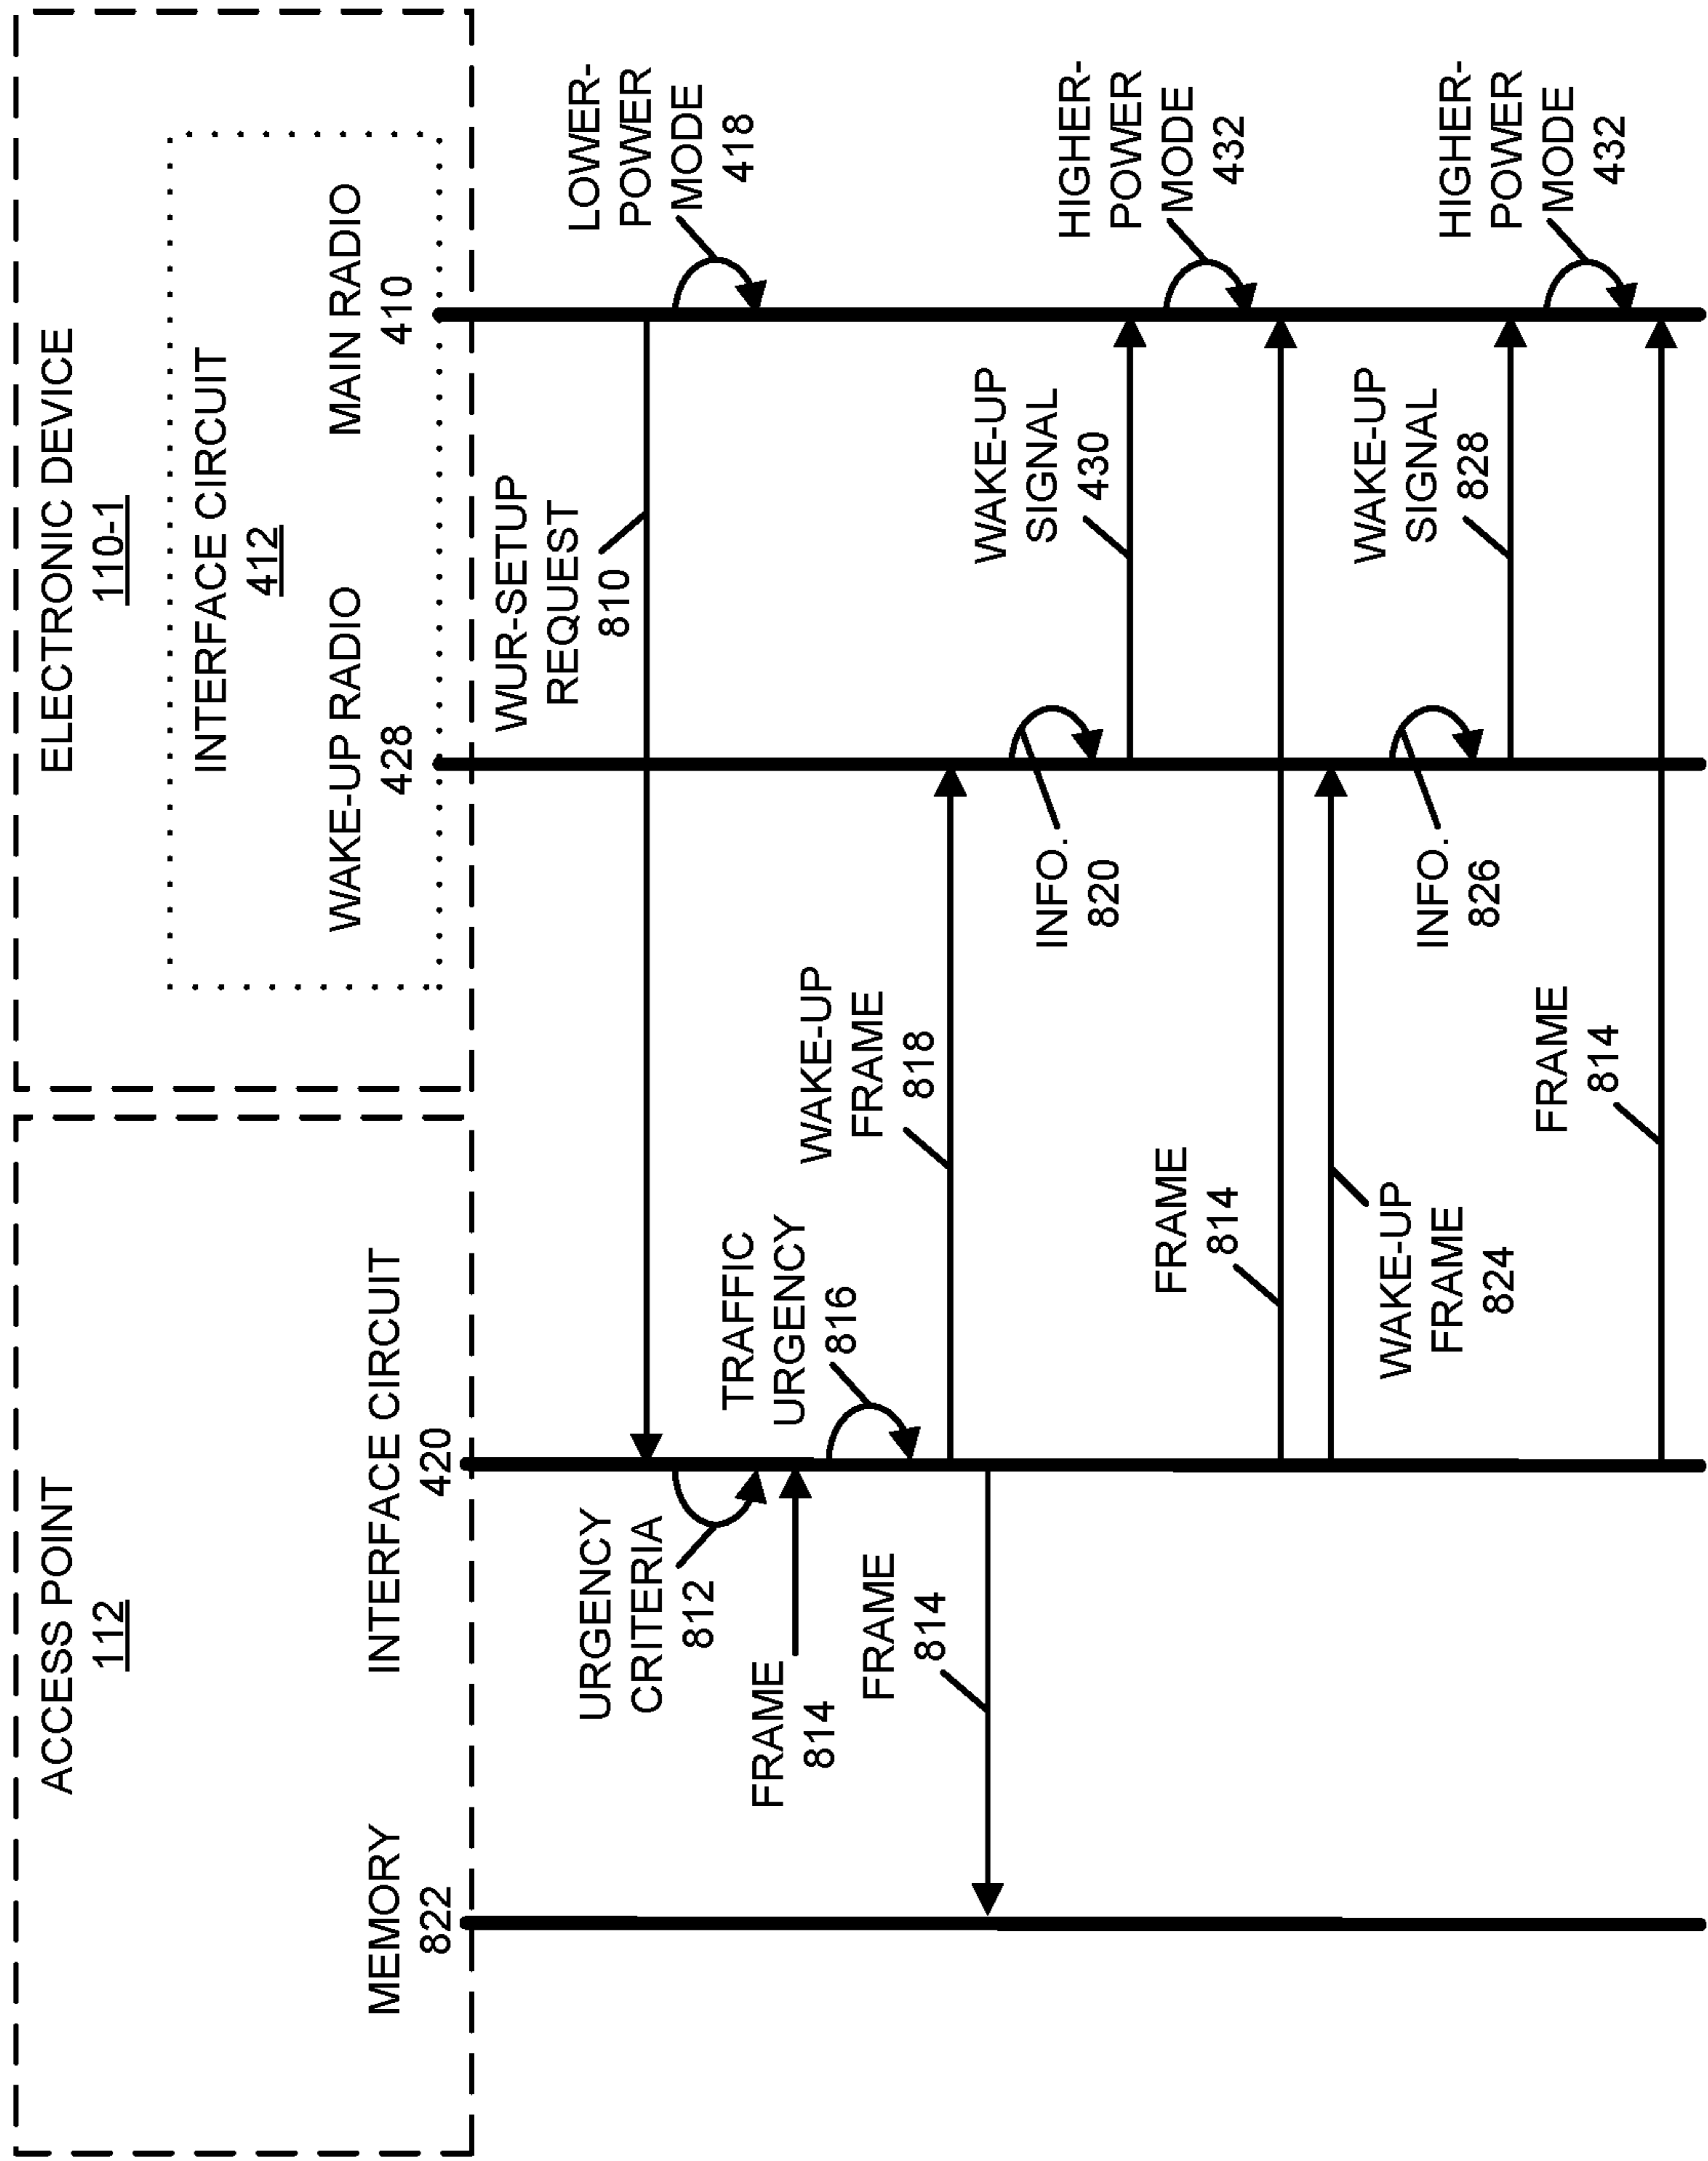 ACCESS POINT
112
MEMORY
822
INTERFACE CIRCUIT
420
ELECTRONIC DEVICE
110-1
INTERFACE CIRCUIT
412
WAKE-UP RADIO
428
MAIN RADIO
410
WUR-SETUP
REQUEST
810
LOWER-
POWER
MODE
418
URGENCY
CRITERIA
812
FRAME
814
TRAFFIC
URGENCY
816
WAKE-UP
FRAME
818
FRAME
814
INFO.
820
WAKE-UP
SIGNAL
430
HIGHER-
POWER
MODE
432
FRAME
814
WAKE-UP
FRAME
824
INFO.
826
WAKE-UP
SIGNAL
828
HIGHER-
POWER
MODE
432
FRAME
814